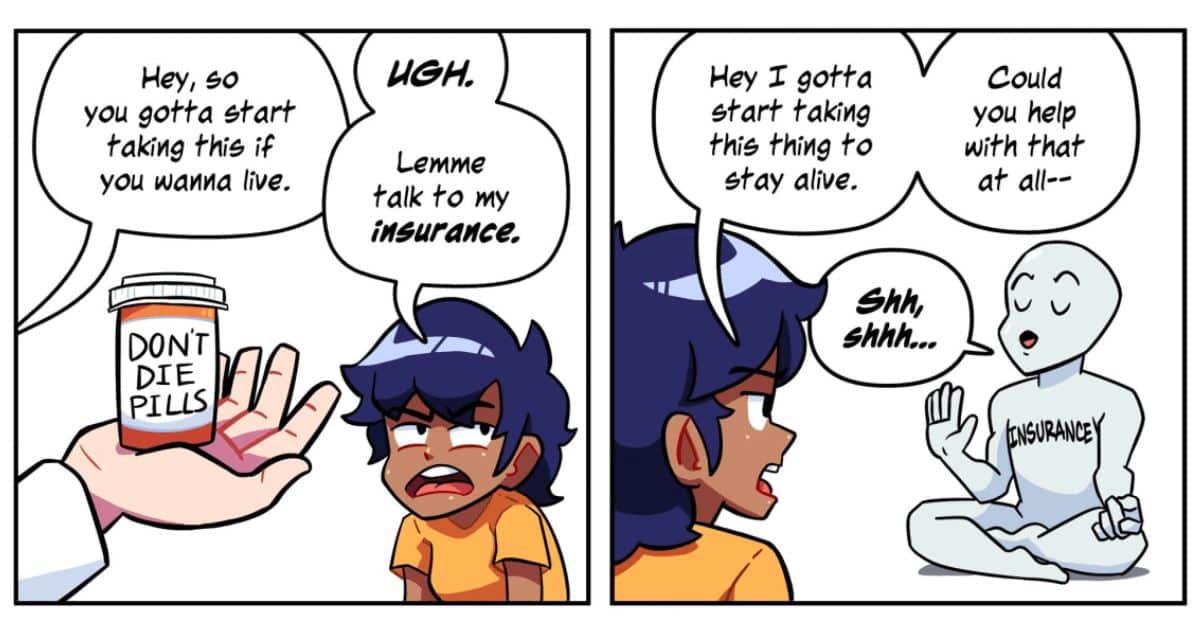 Hey, so
you gotta start
taking this if
you wanna live.
UGH.
Lemme
talk to my
insurance.
DON'T
DIE
PILLS
Hey I gotta
start taking
this thing to
stay alive.
Could
you help
with that
at all--
Shh,
shhh...
INSURANCE